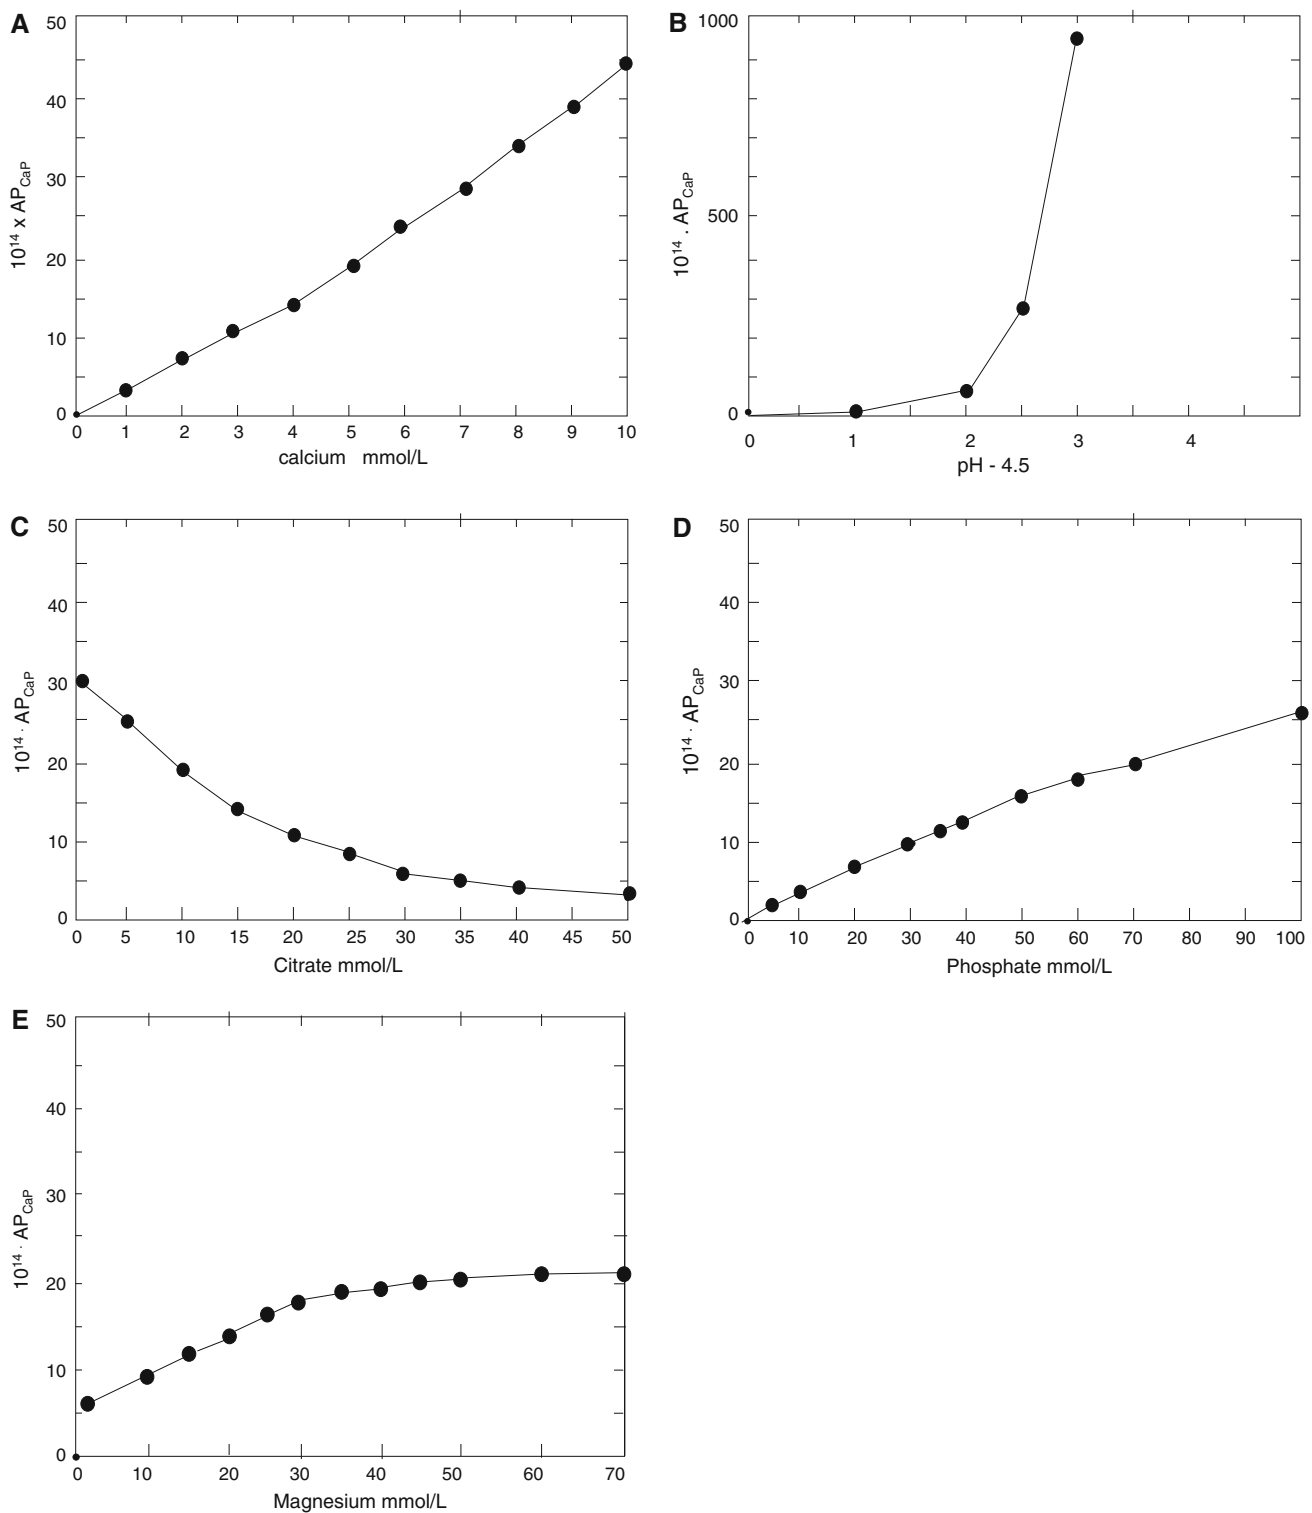 A
50
40
30
20
10
0
10¹⁴ x AP_CaP
0 1 2 3 4 5 6 7 8 9 10
calcium mmol/L
B
1000
500
0
10¹⁴ . AP_CaP
0 1 2 3 4
pH - 4.5
C
50
40
30
20
10
0
10¹⁴ · AP_CaP
0 5 10 15 20 25 30 35 40 45 50
Citrate mmol/L
D
50
40
30
20
10
0
10¹⁴ · AP_CaP
0 10 20 30 40 50 60 70 80 90 100
Phosphate mmol/L
E
50
40
30
20
10
0
10¹⁴ · AP_CaP
0 10 20 30 40 50 60 70
Magnesium mmol/L